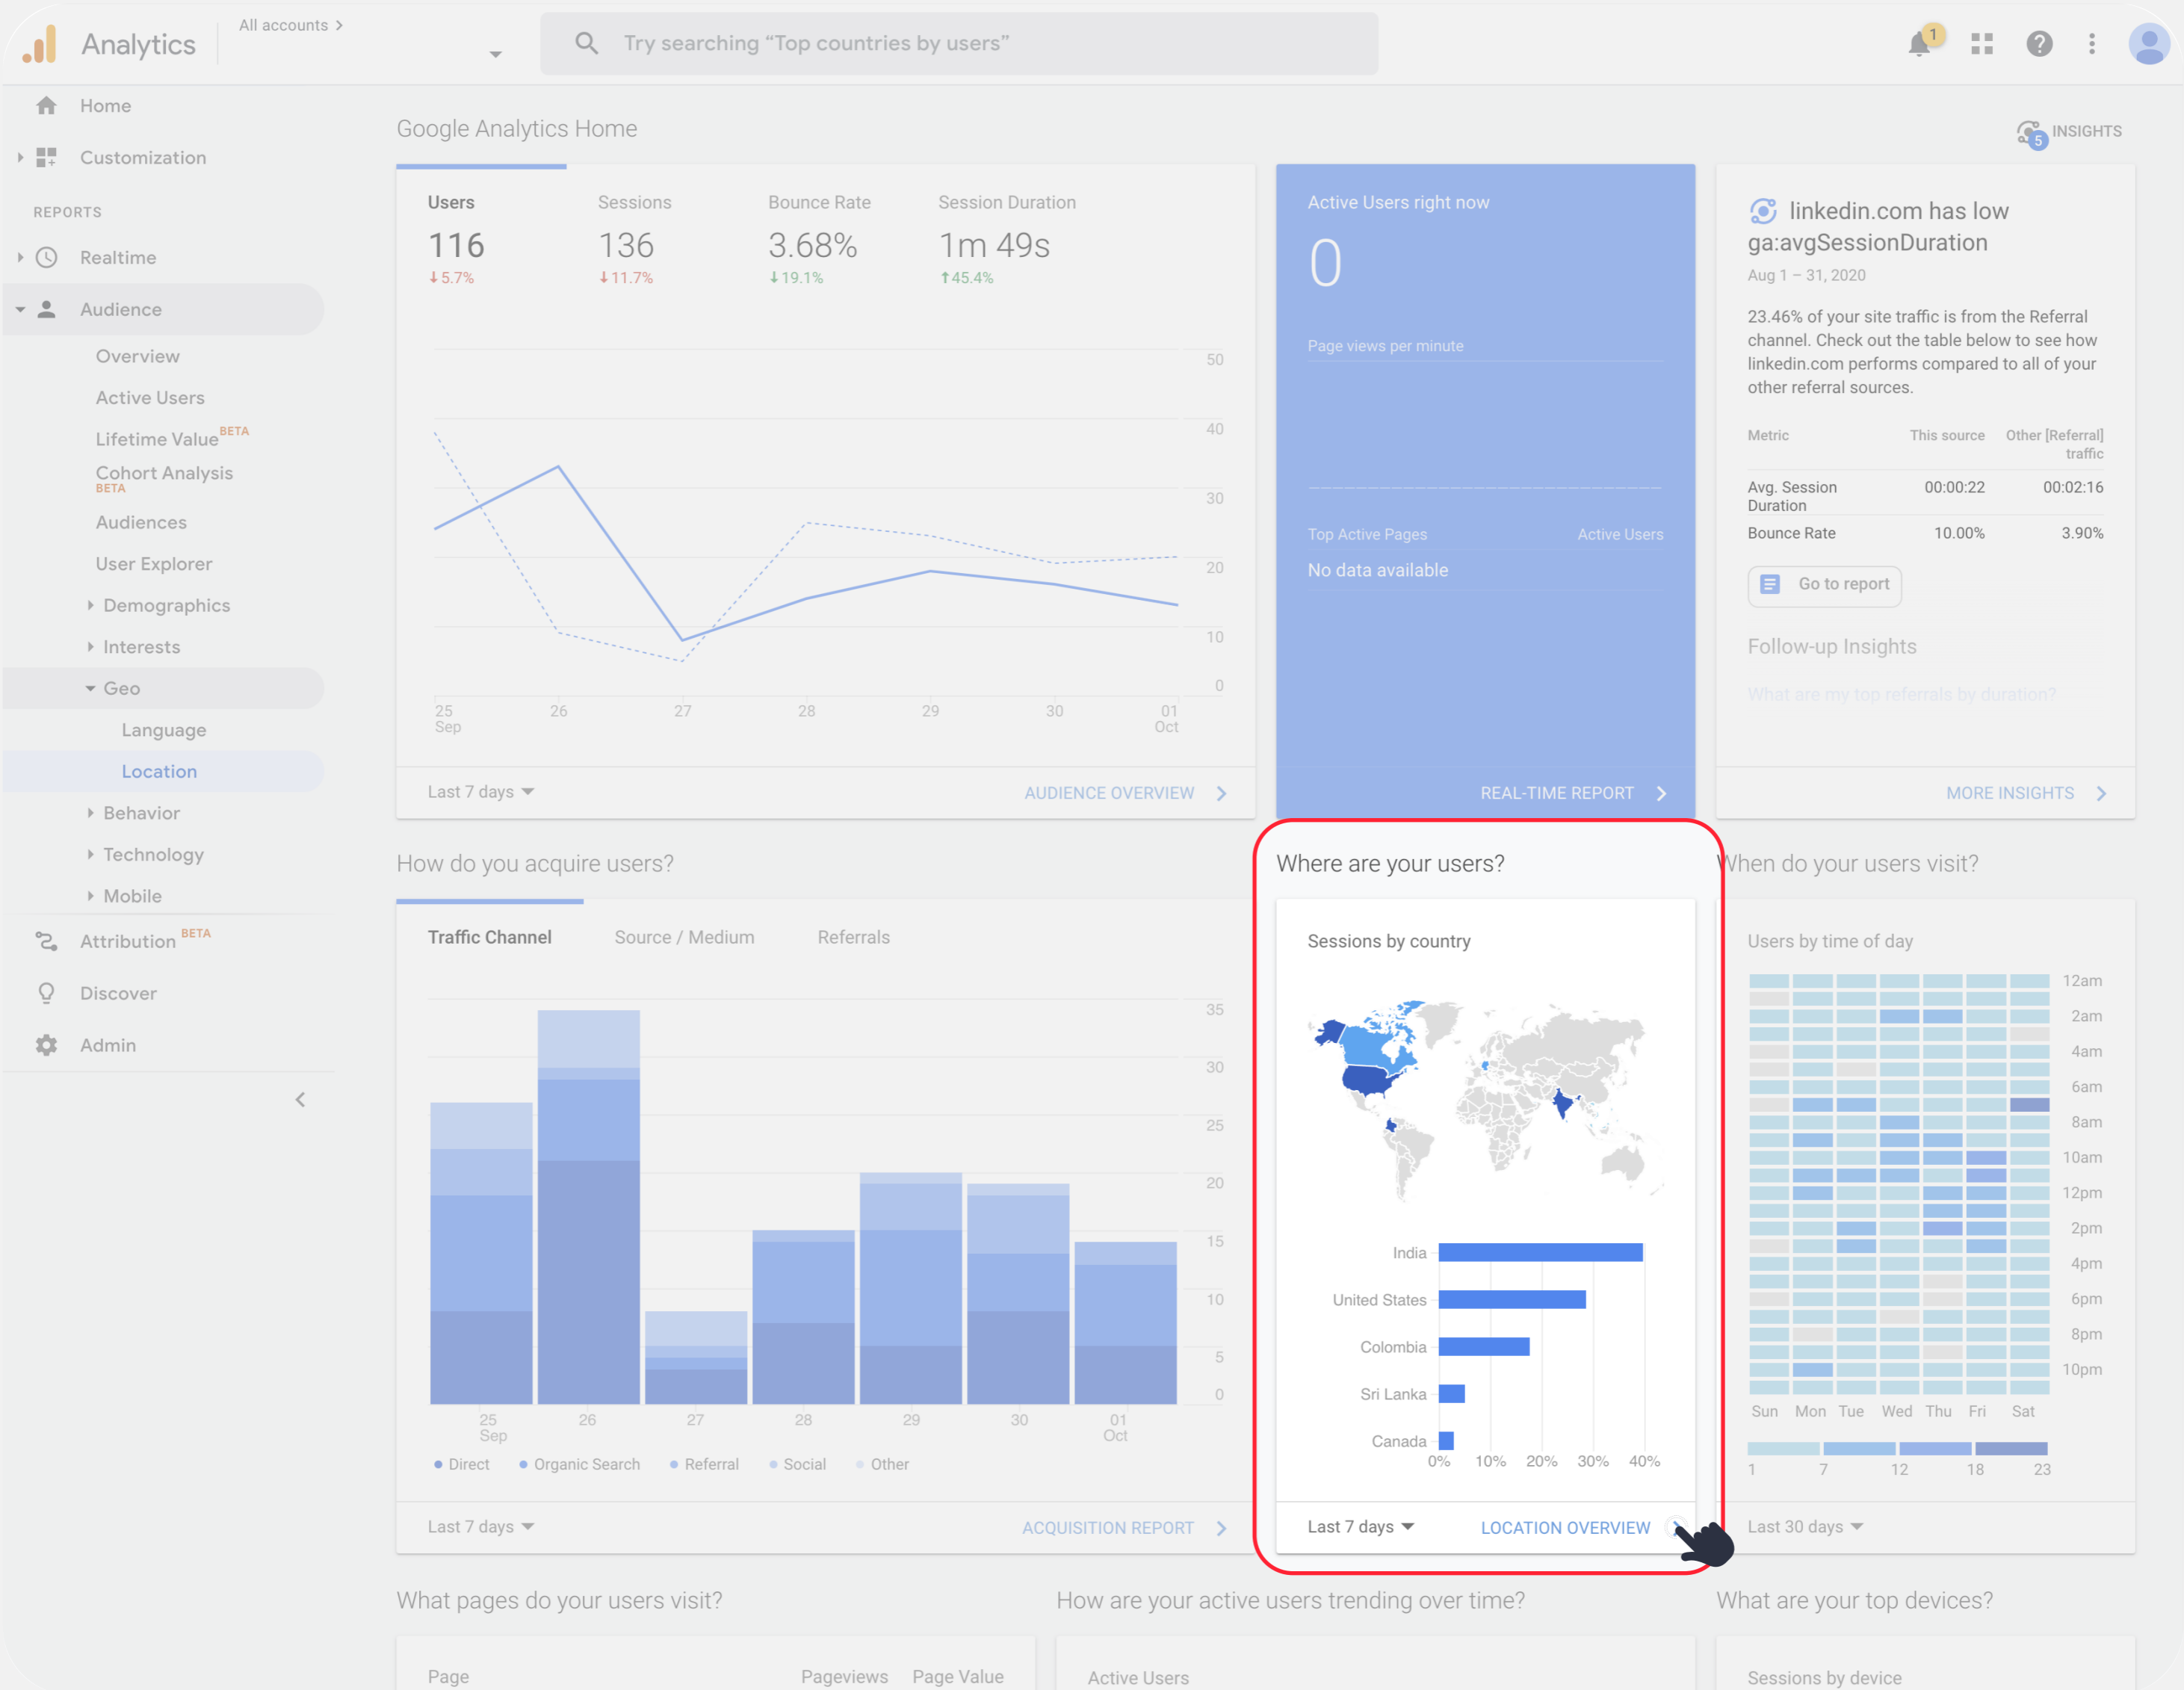 Analytics
All accounts
Try searching “Top countries by users”
1
Home
Customization
REPORTS
Realtime
Audience
Overview
Active Users
Lifetime Value BETA
Cohort Analysis
BETA
Audiences
User Explorer
Demographics
Interests
Geo
Language
Location
Behavior
Technology
Mobile
Attribution BETA
Discover
Admin
Google Analytics Home
5 INSIGHTS
Users Sessions Bounce Rate Session Duration
116 136 3.68% 1m 49s
5.7% 11.7% 19.1% 45.4%
50
40
30
20
10
0
25 26 27 28 29 30 01
Sep Oct
Last 7 days AUDIENCE OVERVIEW
Active Users right now
0
Page views per minute
Top Active Pages Active Users
No data available
REAL-TIME REPORT
linkedin.com has low
ga:avgSessionDuration
Aug 1 – 31, 2020
23.46% of your site traffic is from the Referral
channel. Check out the table below to see how
linkedin.com performs compared to all of your
other referral sources.
Metric This source Other [Referral]
traffic
Avg. Session 00:00:22 00:02:16
Duration
Bounce Rate 10.00% 3.90%
Go to report
Follow-up Insights
What are my top referrals by duration?
MORE INSIGHTS
How do you acquire users?
Traffic Channel Source / Medium Referrals
35
30
25
20
15
10
5
0
25 26 27 28 29 30 01
Sep Oct
Direct Organic Search Referral Social Other
Last 7 days ACQUISITION REPORT
Where are your users?
Sessions by country
India
United States
Colombia
Sri Lanka
Canada
0% 10% 20% 30% 40%
Last 7 days LOCATION OVERVIEW
When do your users visit?
Users by time of day
12am
2am
4am
6am
8am
10am
12pm
2pm
4pm
6pm
8pm
10pm
Sun Mon Tue Wed Thu Fri Sat
1 7 12 18 23
Last 30 days
What pages do your users visit?
Page Pageviews Page Value
How are your active users trending over time?
Active Users
What are your top devices?
Sessions by device